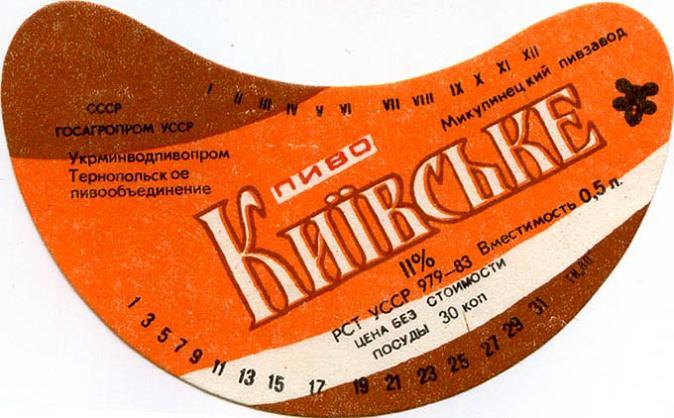 I II III IV V VI VII VIII IX X XI XII
СССР
ГОСАГРОПРОМ УССР
Укрминводпивопром
Тернопольское
пивообъединение
Микулинецкий пивзавод
ПИВО
КИЇВСЬКЕ
11%
РСТ УССР 979-83 Вместимость 0,5 л.
ЦЕНА БЕЗ СТОИМОСТИ
ПОСУДЫ 30 коп
1 3 5 7 9 11 13 15 17 19 21 23 25 27 29 31